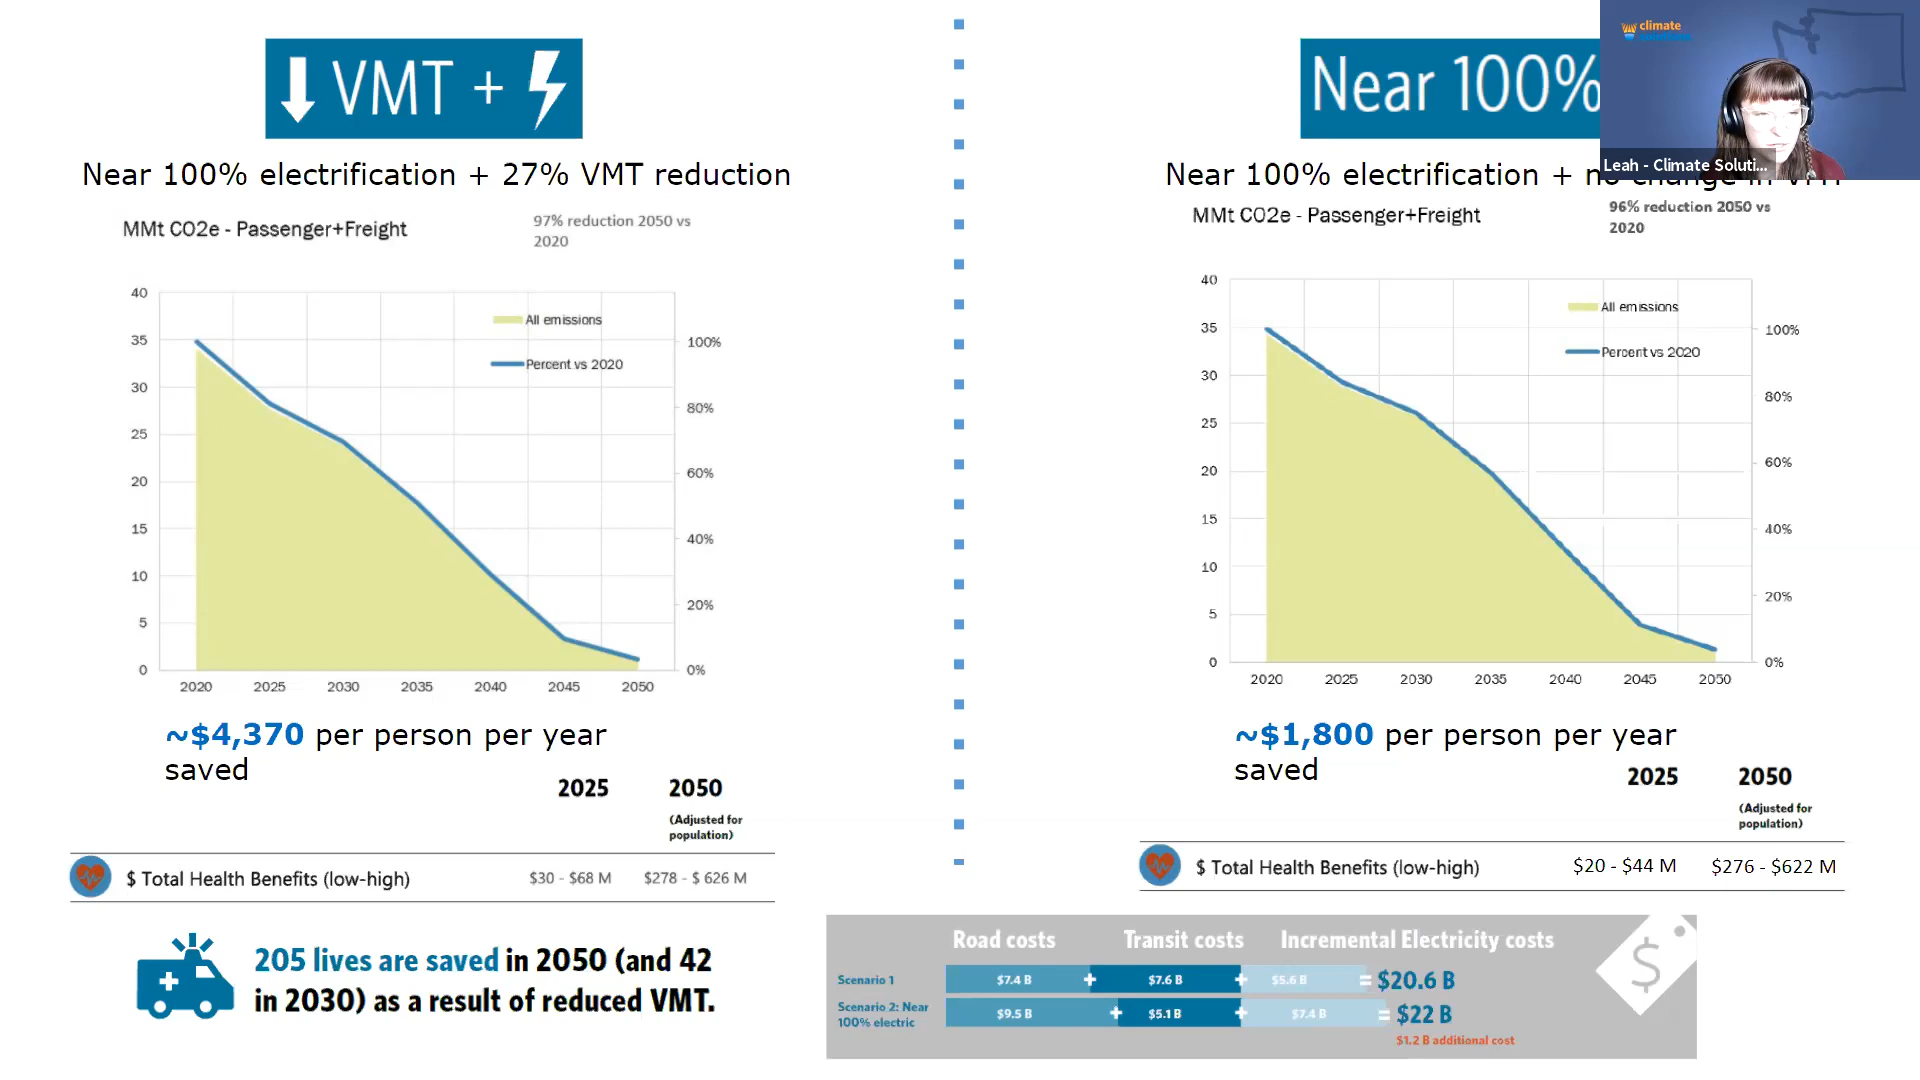 VMT +
Near 100% electrification + 27% VMT reduction
MMt CO2e - Passenger+Freight
97% reduction 2050 vs
2020
40
35
30
25
20
15
10
5
0
All emissions
Percent vs 2020
100%
80%
60%
40%
20%
0%
2020 2025 2030 2035 2040 2045 2050
~$4,370 per person per year
saved
2025 2050
(Adjusted for
population)
$ Total Health Benefits (low-high) $30 - $68 M $278 - $ 626 M
205 lives are saved in 2050 (and 42
in 2030) as a result of reduced VMT.
Near 100%
climate
Leah - Climate Soluti...
Near 100% electrification + no change in VMT
MMt CO2e - Passenger+Freight
96% reduction 2050 vs
2020
40
35
30
25
20
15
10
5
0
All emissions
Percent vs 2020
100%
80%
60%
40%
20%
0%
2020 2025 2030 2035 2040 2045 2050
~$1,800 per person per year
saved
2025 2050
(Adjusted for
population)
$ Total Health Benefits (low-high) $20 - $44 M $276 - $622 M
Road costs Transit costs Incremental Electricity costs
Scenario 1 $7.4 B + $7.6 B + $5.6 B = $20.6 B
Scenario 2: Near
100% electric
$9.5 B + $5.1 B + $7.4 B = $22 B
$1.2 B additional cost
$